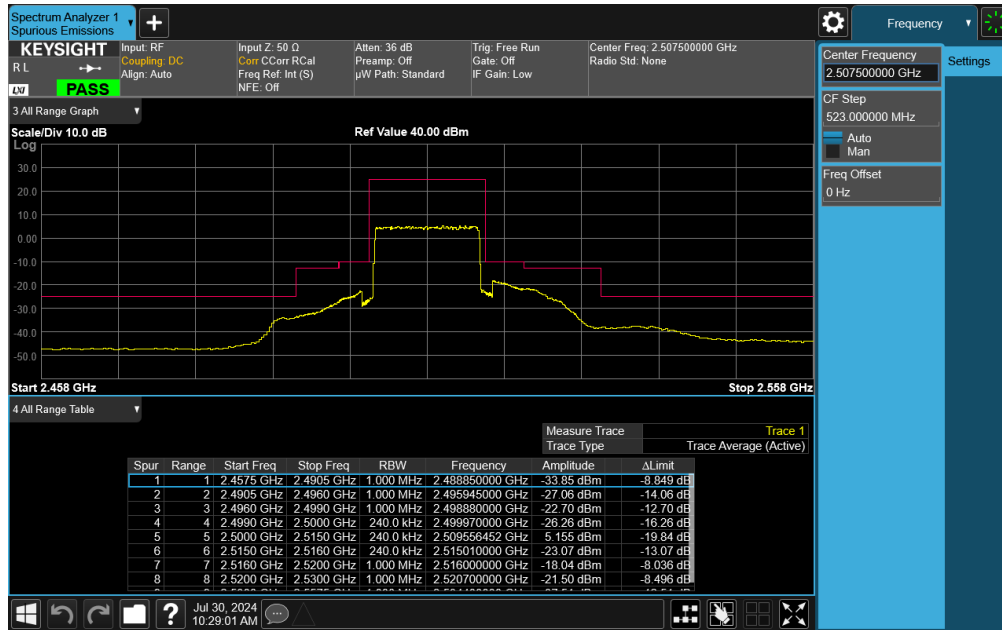 Spectrum Analyzer 1
Spurious Emissions
Frequency
KEYSIGHT
R L
LXI
PASS
Input: RF
Coupling: DC
Align: Auto
Input Z: 50 Ω
Corr CCorr RCal
Freq Ref: Int (S)
NFE: Off
Atten: 36 dB
Preamp: Off
µW Path: Standard
Trig: Free Run
Gate: Off
IF Gain: Low
Center Freq: 2.507500000 GHz
Radio Std: None
Center Frequency
2.507500000 GHz
Settings
CF Step
523.000000 MHz
Auto
Man
Freq Offset
0 Hz
3 All Range Graph
Scale/Div 10.0 dB
Ref Value 40.00 dBm
Log
30.0
20.0
10.0
0.00
-10.0
-20.0
-30.0
-40.0
-50.0
Start 2.458 GHz
Stop 2.558 GHz
4 All Range Table
Measure Trace Trace 1
Trace Type Trace Average (Active)
Spur Range Start Freq Stop Freq RBW Frequency Amplitude ΔLimit
1 1 2.4575 GHz 2.4905 GHz 1.000 MHz 2.488850000 GHz -33.85 dBm -8.849 dB
2 2 2.4905 GHz 2.4960 GHz 1.000 MHz 2.495945000 GHz -27.06 dBm -14.06 dB
3 3 2.4960 GHz 2.4990 GHz 1.000 MHz 2.498880000 GHz -22.70 dBm -12.70 dB
4 4 2.4990 GHz 2.5000 GHz 240.0 kHz 2.499970000 GHz -26.26 dBm -16.26 dB
5 5 2.5000 GHz 2.5150 GHz 240.0 kHz 2.509556452 GHz 5.155 dBm -19.84 dB
6 6 2.5150 GHz 2.5160 GHz 240.0 kHz 2.515010000 GHz -23.07 dBm -13.07 dB
7 7 2.5160 GHz 2.5200 GHz 1.000 MHz 2.516000000 GHz -18.04 dBm -8.036 dB
8 8 2.5200 GHz 2.5300 GHz 1.000 MHz 2.520700000 GHz -21.50 dBm -8.496 dB
Jul 30, 2024
10:29:01 AM